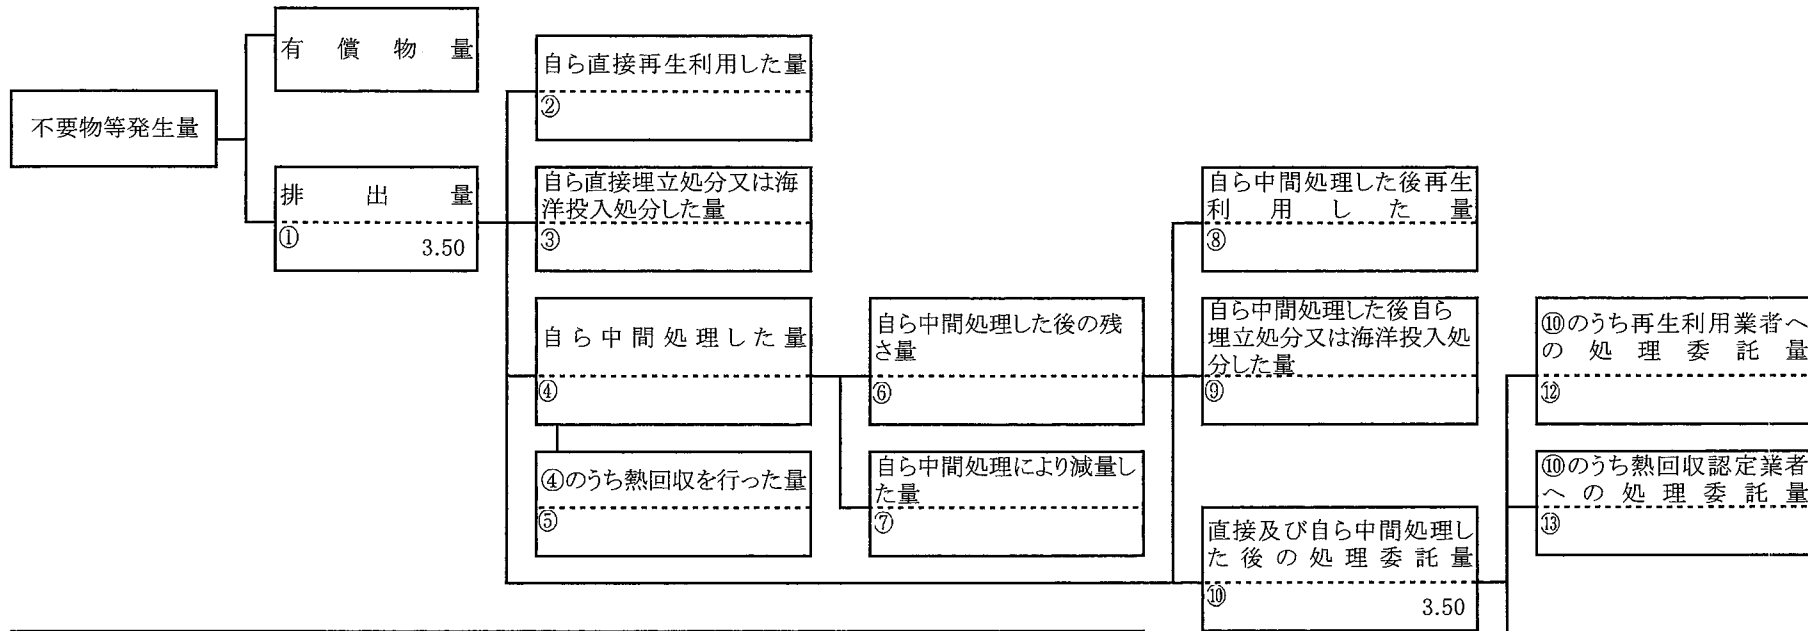 有償物量
不要物等発生量
排出量
①
3.50
自ら直接再生利用した量
②
自ら直接埋立処分又は海
洋投入処分した量
③
自ら中間処理した量
④
④のうち熱回収を行った量
⑤
自ら中間処理した後の残
さ量
⑥
自ら中間処理により減量し
た量
⑦
自ら中間処理した後再生
利用した量
⑧
自ら中間処理した後自ら
埋立処分又は海洋投入処
分した量
⑨
直接及び自ら中間処理し
た後の処理委託量
⑩
3.50
⑩のうち再生利用業者へ
の処理委託量
⑫
⑩のうち熱回収認定業者
への処理委託量
⑬